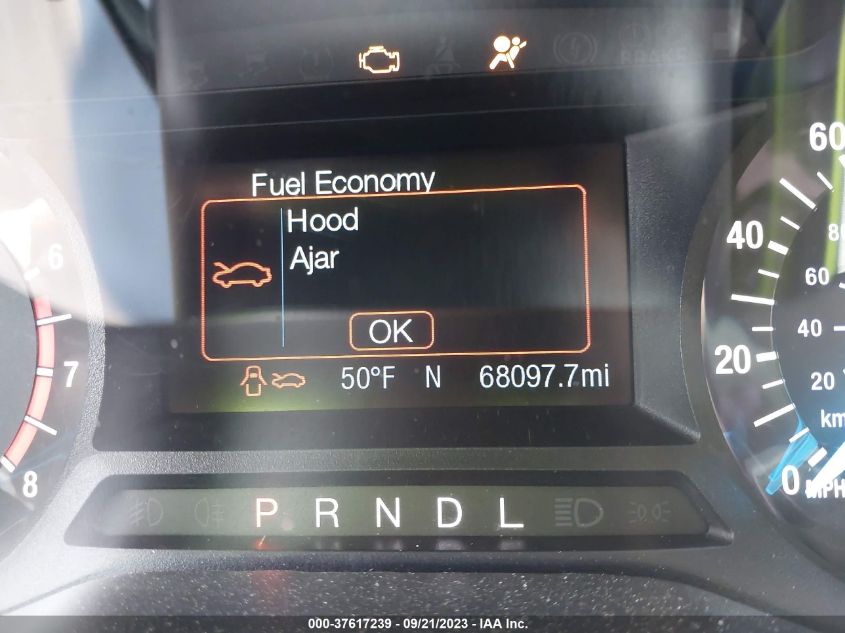 Fuel Economy
Hood
Ajar
OK
50°F N 68097.7mi
P R N D L
6
7
8
60
40
20
0
MPH
80
60
40
20
km
000-37617239 - 09/21/2023 - IAA Inc.